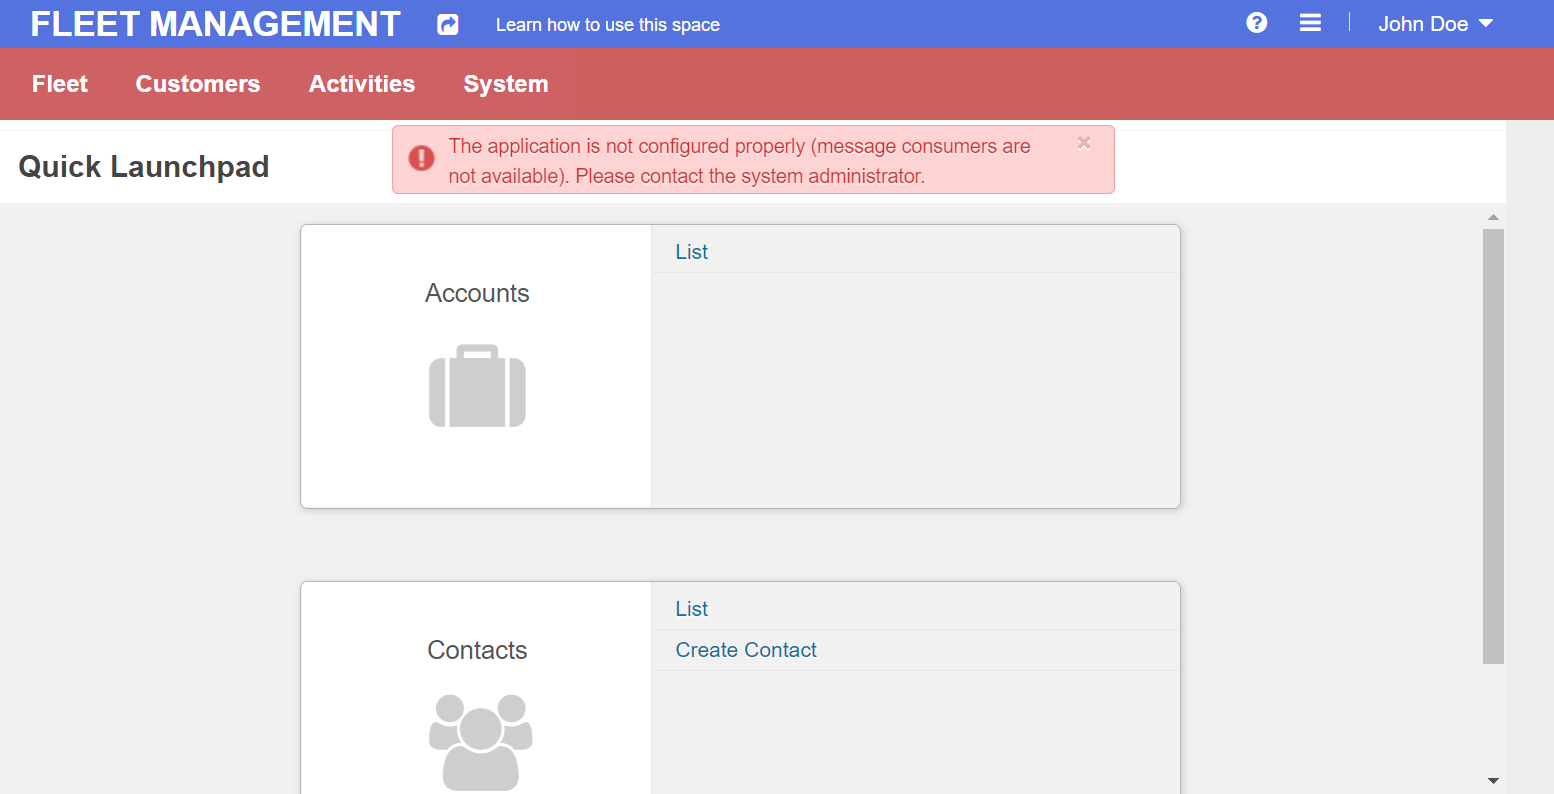 FLEET MANAGEMENT
Learn how to use this space
John Doe
Fleet
Customers
Activities
System
Quick Launchpad
The application is not configured properly (message consumers are
not available). Please contact the system administrator.
Accounts
List
Contacts
List
Create Contact